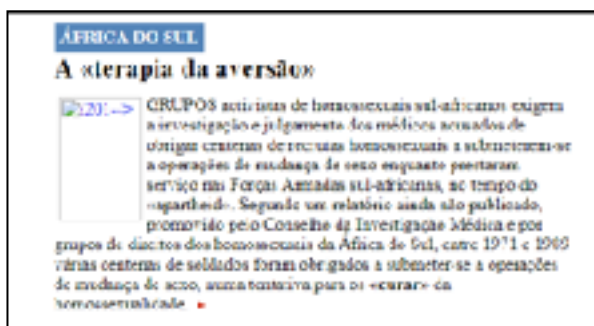 ÁFRICA DO SUL
A «terapia da aversão»
GRUPOS activistas de homossexuais sul-africanos exigem
a investigação e julgamento dos médicos acusados de
obrigar centenas de recrutas homossexuais a submeterem-se
a operações de mudança de sexo enquanto prestaram
serviço nas Forças Armadas sul-africanas, no tempo do
«apartheid». Segundo um relatório ainda não publicado,
promovido pelo Conselho da Investigação Médica e por
grupos de direitos dos homossexuais da África do Sul, entre 1971 e
várias centenas de soldados foram obrigados a submeter-se a operações
de mudança de sexo, numa tentativa para os «curar» da
homossexualidade.